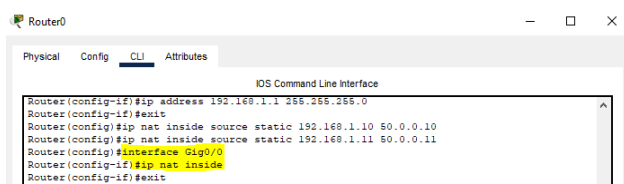 Router0
Physical Config CLI Attributes
IOS Command Line Interface
Router(config-if)#ip address 192.168.1.1 255.255.255.0
Router(config-if)#exit
Router(config)#ip nat inside source static 192.168.1.10 50.0.0.10
Router(config)#ip nat inside source static 192.168.1.11 50.0.0.11
Router(config)#interface Gig0/0
Router(config-if)#ip nat inside
Router(config-if)#exit